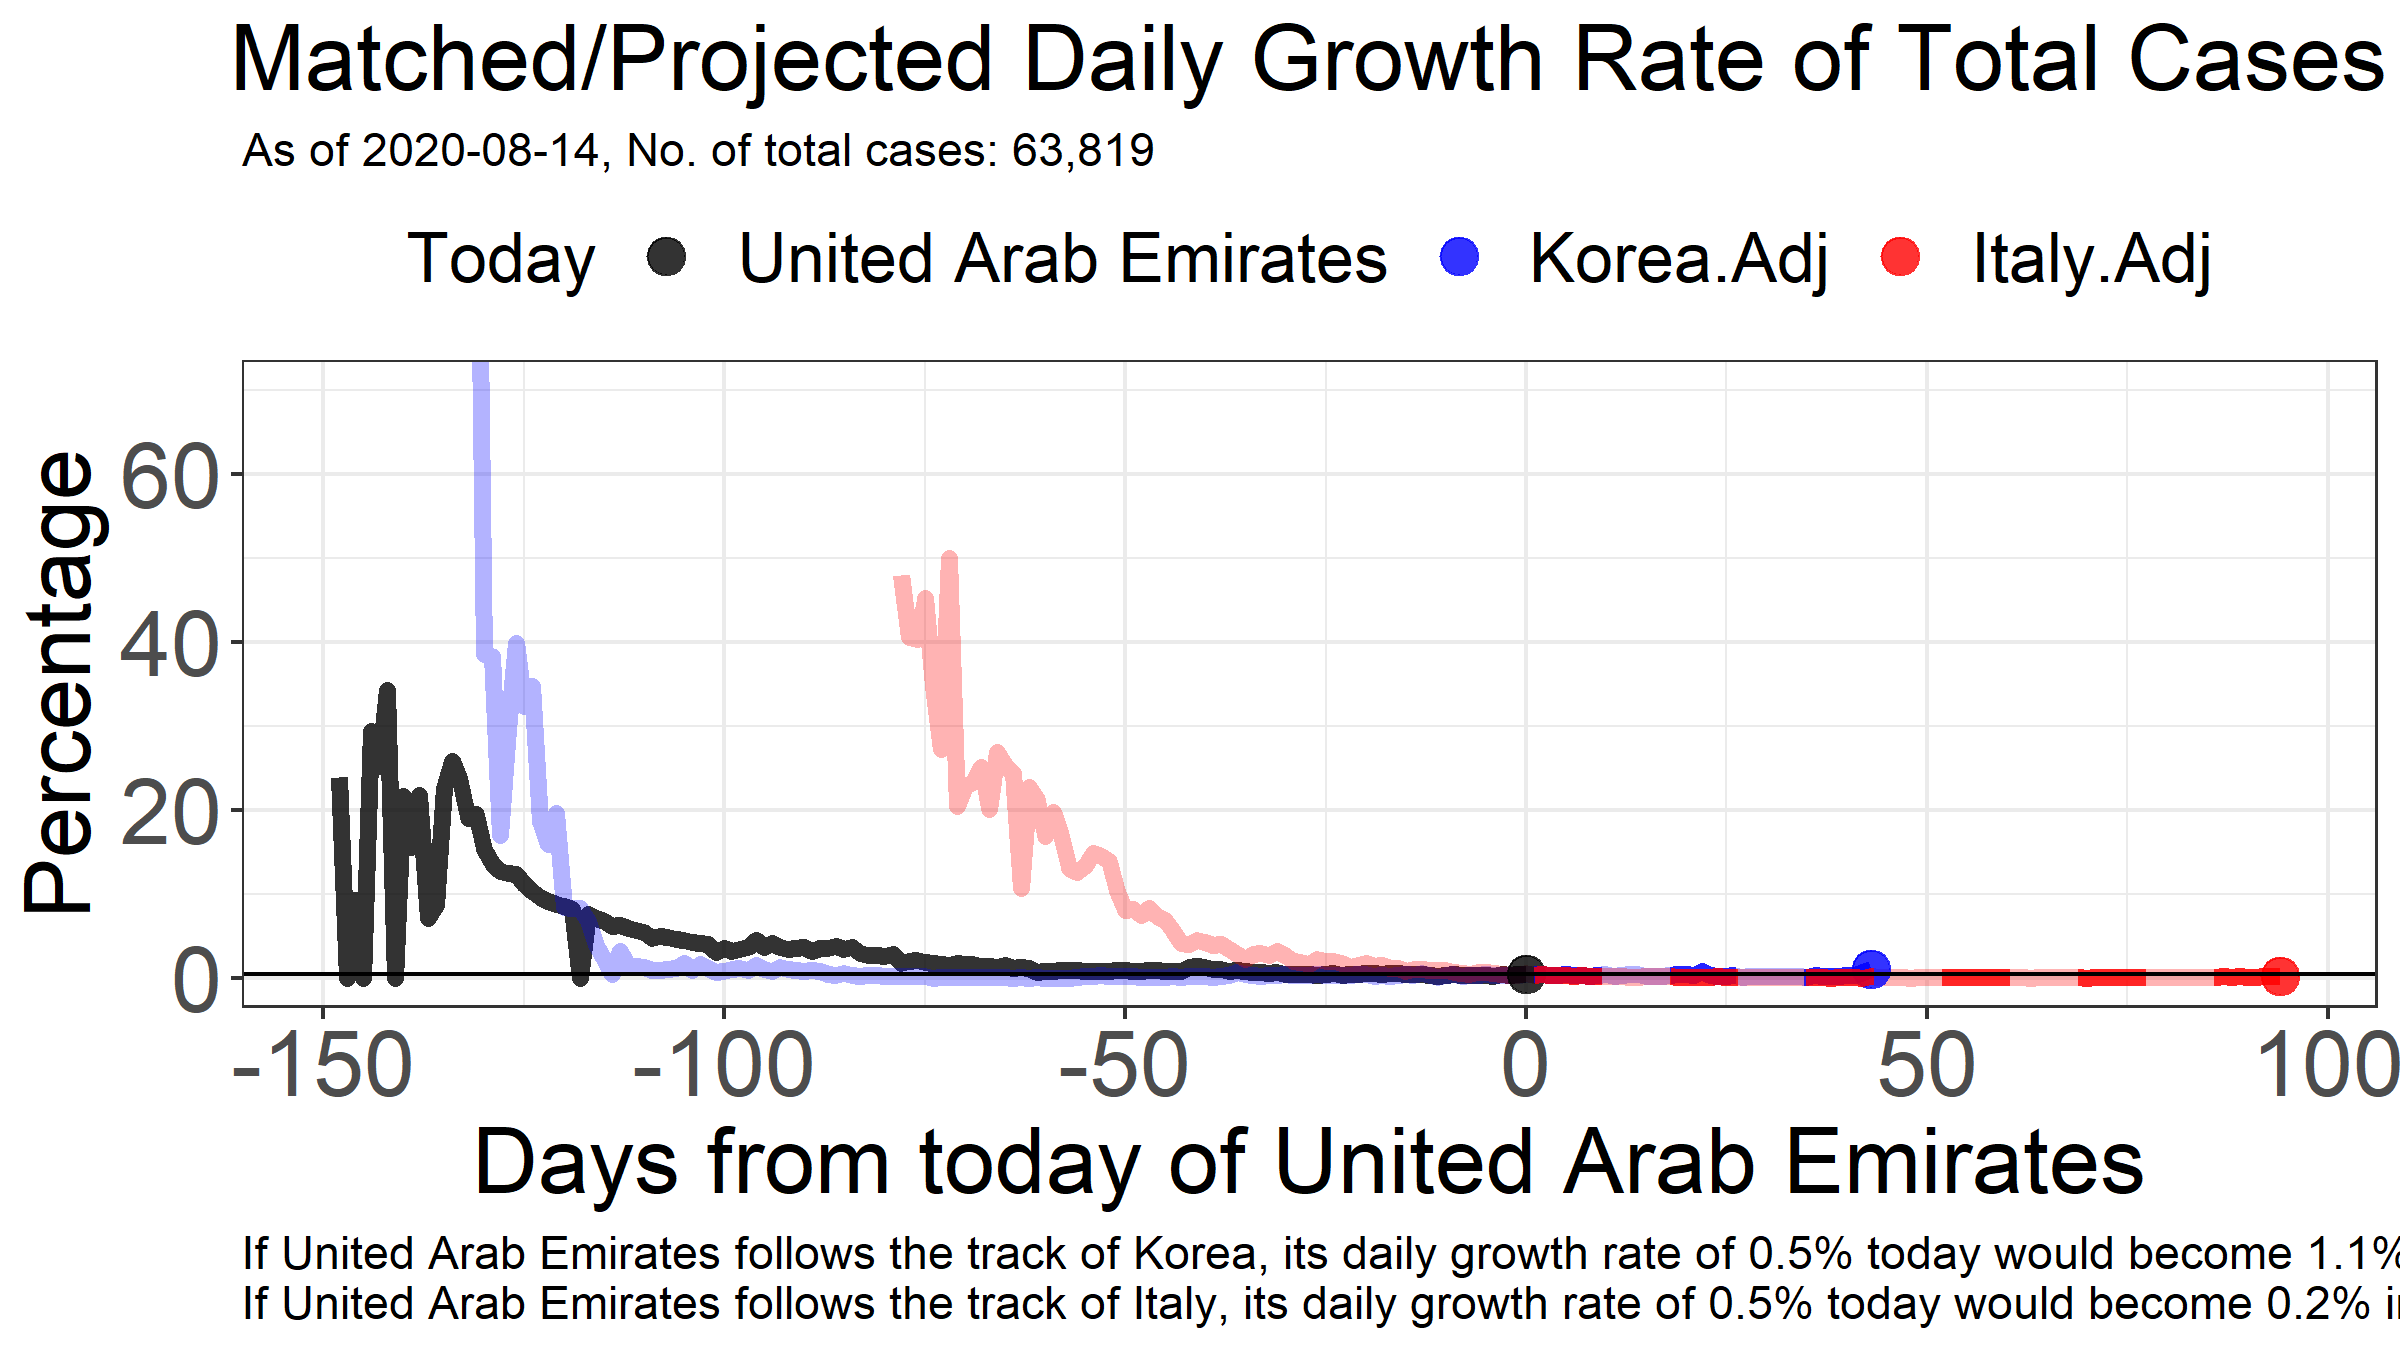 Matched/Projected Daily Growth Rate of Total Cases
As of 2020-08-14, No. of total cases: 63,819
Today United Arab Emirates Korea.Adj Italy.Adj
Percentage
60
40
20
0
-150 -100 -50 0 50 100
Days from today of United Arab Emirates
If United Arab Emirates follows the track of Korea, its daily growth rate of 0.5% today would become 1.1%
If United Arab Emirates follows the track of Italy, its daily growth rate of 0.5% today would become 0.2%